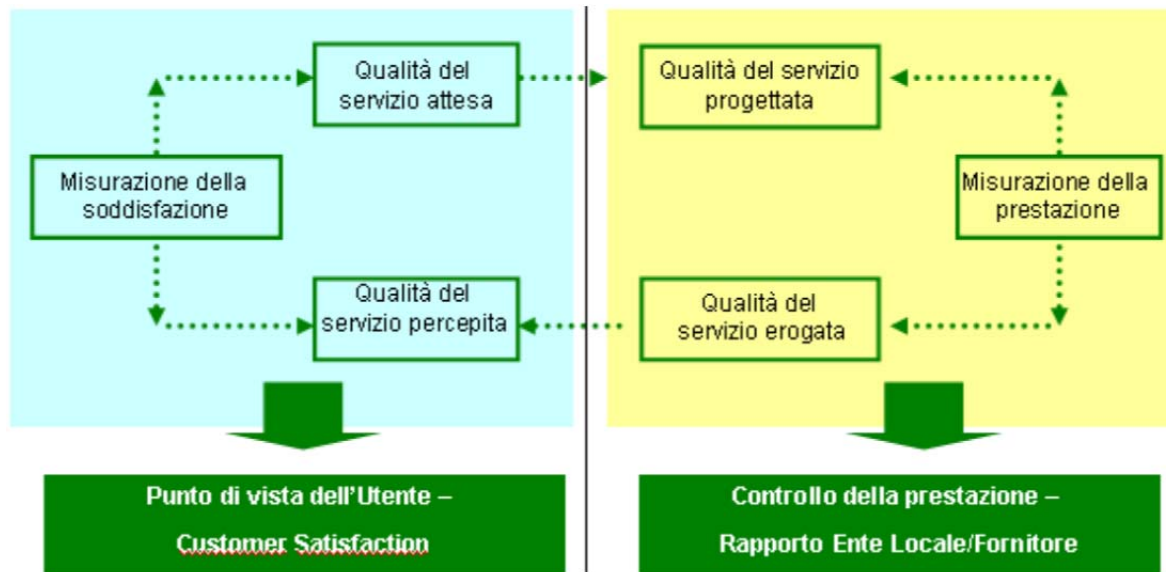 Qualità del
servizio attesa
Misurazione della
soddisfazione
Qualità del
servizio percepita
Punto di vista dell'Utente –
Customer Satisfaction
Qualità del servizio
progettata
Misurazione della
prestazione
Qualità del
servizio erogata
Controllo della prestazione –
Rapporto Ente Locale/Fornitore